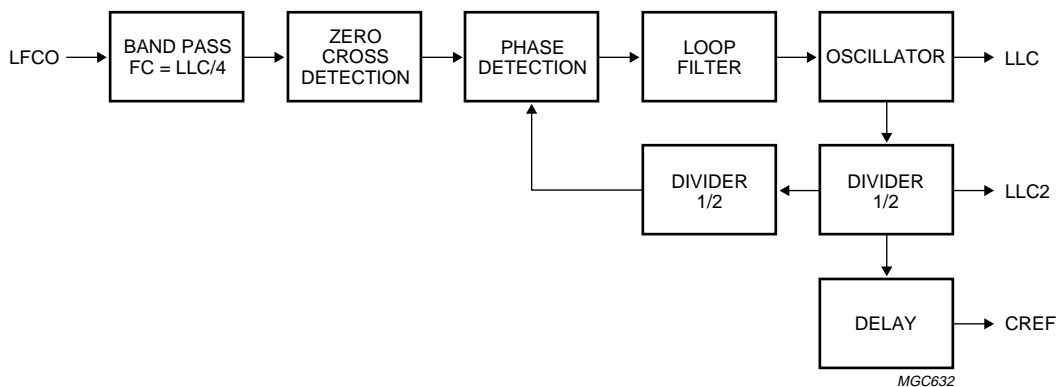 LFCO
BAND PASS
FC = LLC/4
ZERO
CROSS
DETECTION
PHASE
DETECTION
LOOP
FILTER
OSCILLATOR
LLC
DIVIDER
1/2
DIVIDER
1/2
LLC2
DELAY
CREF
MGC632